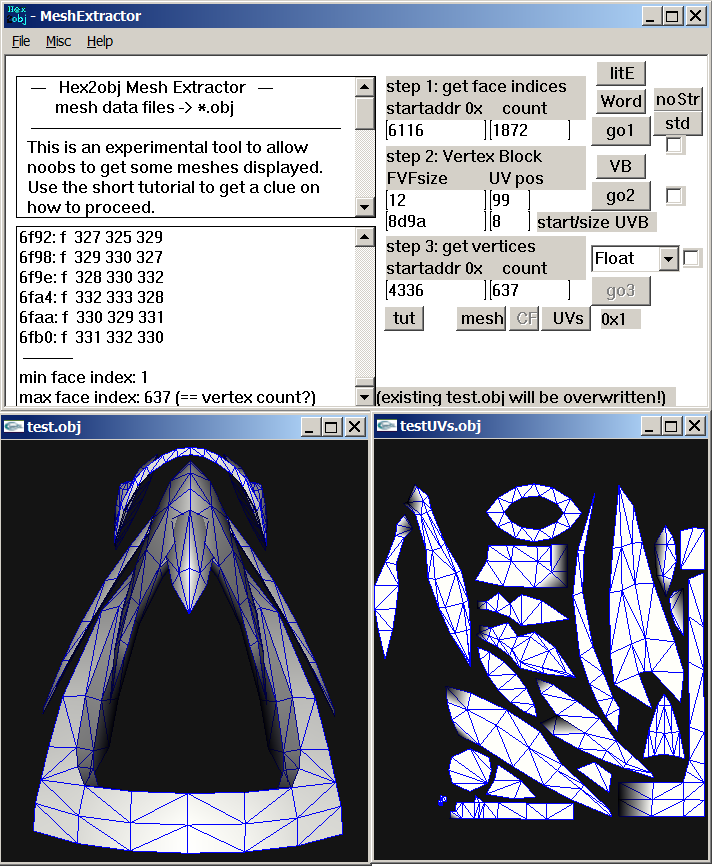 Hex obj - MeshExtractor
File Misc Help
— Hex2obj Mesh Extractor —
mesh data files -> *.obj
This is an experimental tool to allow
noobs to get some meshes displayed.
Use the short tutorial to get a clue on
how to proceed.
6f92: f 327 325 329
6f98: f 329 330 327
6f9e: f 328 330 332
6fa4: f 332 333 328
6faa: f 330 329 331
6fb0: f 331 332 330
min face index: 1
max face index: 637 (== vertex count?)
step 1: get face indices
startaddr 0x count
6116 1872
litE
Word
noStr
go1
std
step 2: Vertex Block
FVFsize UV pos
12 99
8d9a 8 start/size UVB
VB
go2
step 3: get vertices
startaddr 0x count
4336 637
Float
go3
tut mesh CF UVs 0x1
(existing test.obj will be overwritten!)
test.obj
testUVs.obj